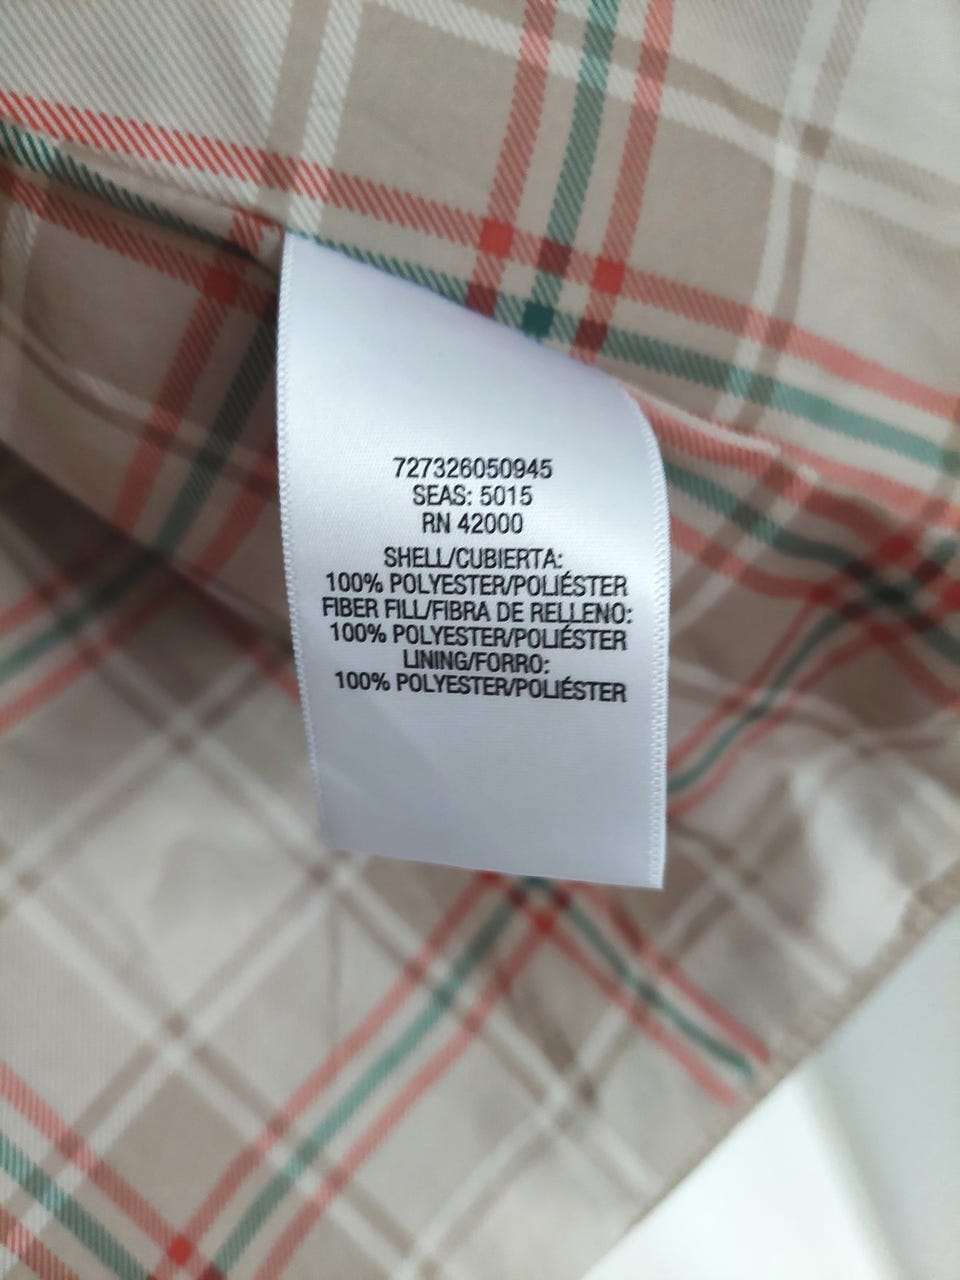 727326050945
SEAS: 5015
RN 42000
SHELL/CUBIERTA:
100% POLYESTER/POLIÉSTER
FIBER FILL/FIBRA DE RELLENO:
100% POLYESTER/POLIÉSTER
LINING/FORRO:
100% POLYESTER/POLIÉSTER